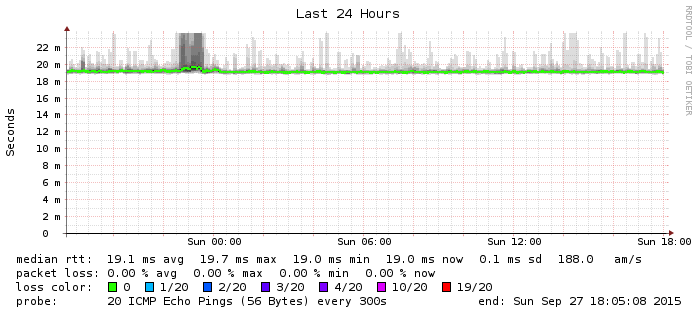 Last 24 Hours
RRDTOOL / TOBI OETIKER
Seconds
22 m
20 m
18 m
16 m
14 m
12 m
10 m
8 m
6 m
4 m
2 m
0
Sun 00:00 Sun 06:00 Sun 12:00 Sun 18:00
median rtt: 19.1 ms avg 19.7 ms max 19.0 ms min 19.0 ms now 0.1 ms sd 188.0 am/s
packet loss: 0.00 % avg 0.00 % max 0.00 % min 0.00 % now
loss color: 0 1/20 2/20 3/20 4/20 10/20 19/20
probe: 20 ICMP Echo Pings (56 Bytes) every 300s end: Sun Sep 27 18:05:08 2015